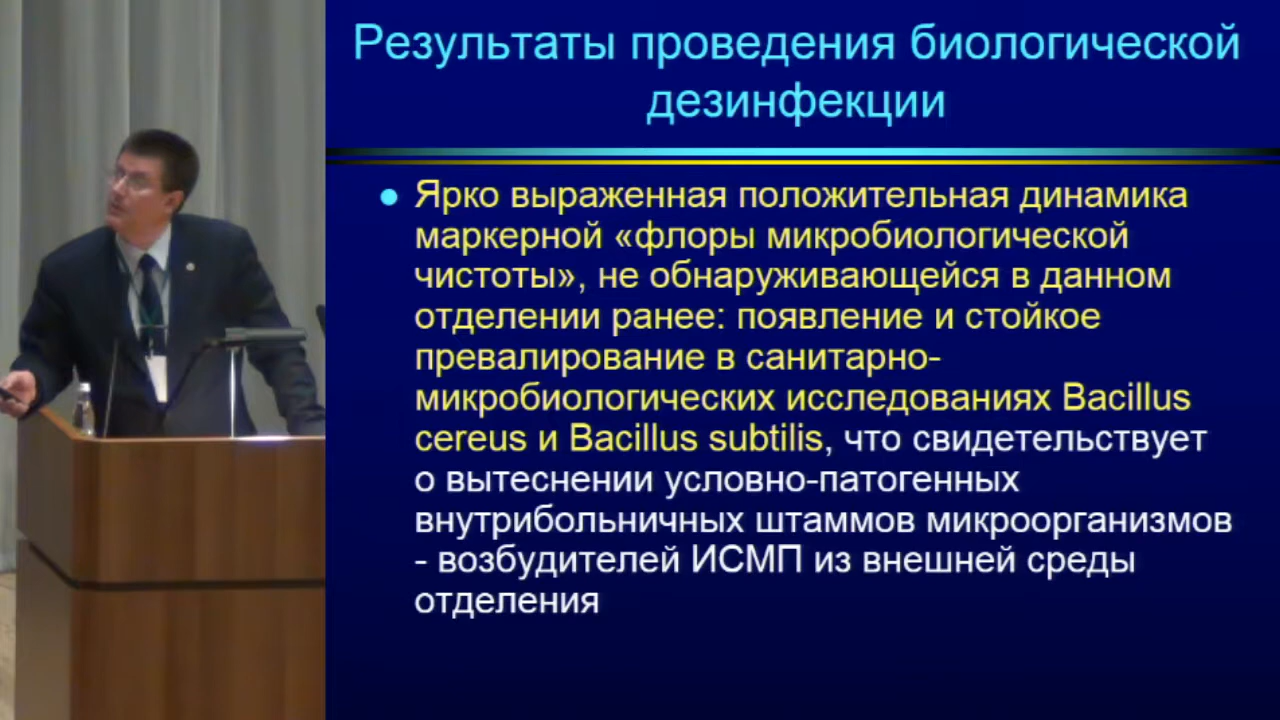 Результаты проведения биологической
дезинфекции
Ярко выраженная положительная динамика
маркерной «флоры микробиологической
чистоты», не обнаруживающейся в данном
отделении ранее: появление и стойкое
превалирование в санитарно-
микробиологических исследованиях Bacillus
cereus и Bacillus subtilis, что свидетельствует
о вытеснении условно-патогенных
внутрибольничных штаммов микроорганизмов
- возбудителей ИСМП из внешней среды
отделения